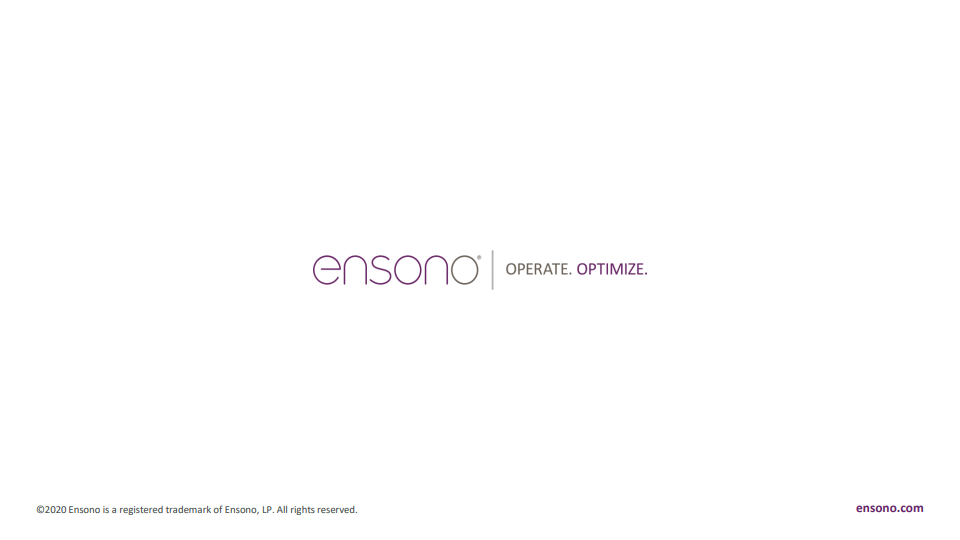 ensono® OPERATE. OPTIMIZE.
©2020 Ensono is a registered trademark of Ensono, LP. All rights reserved.
ensono.com